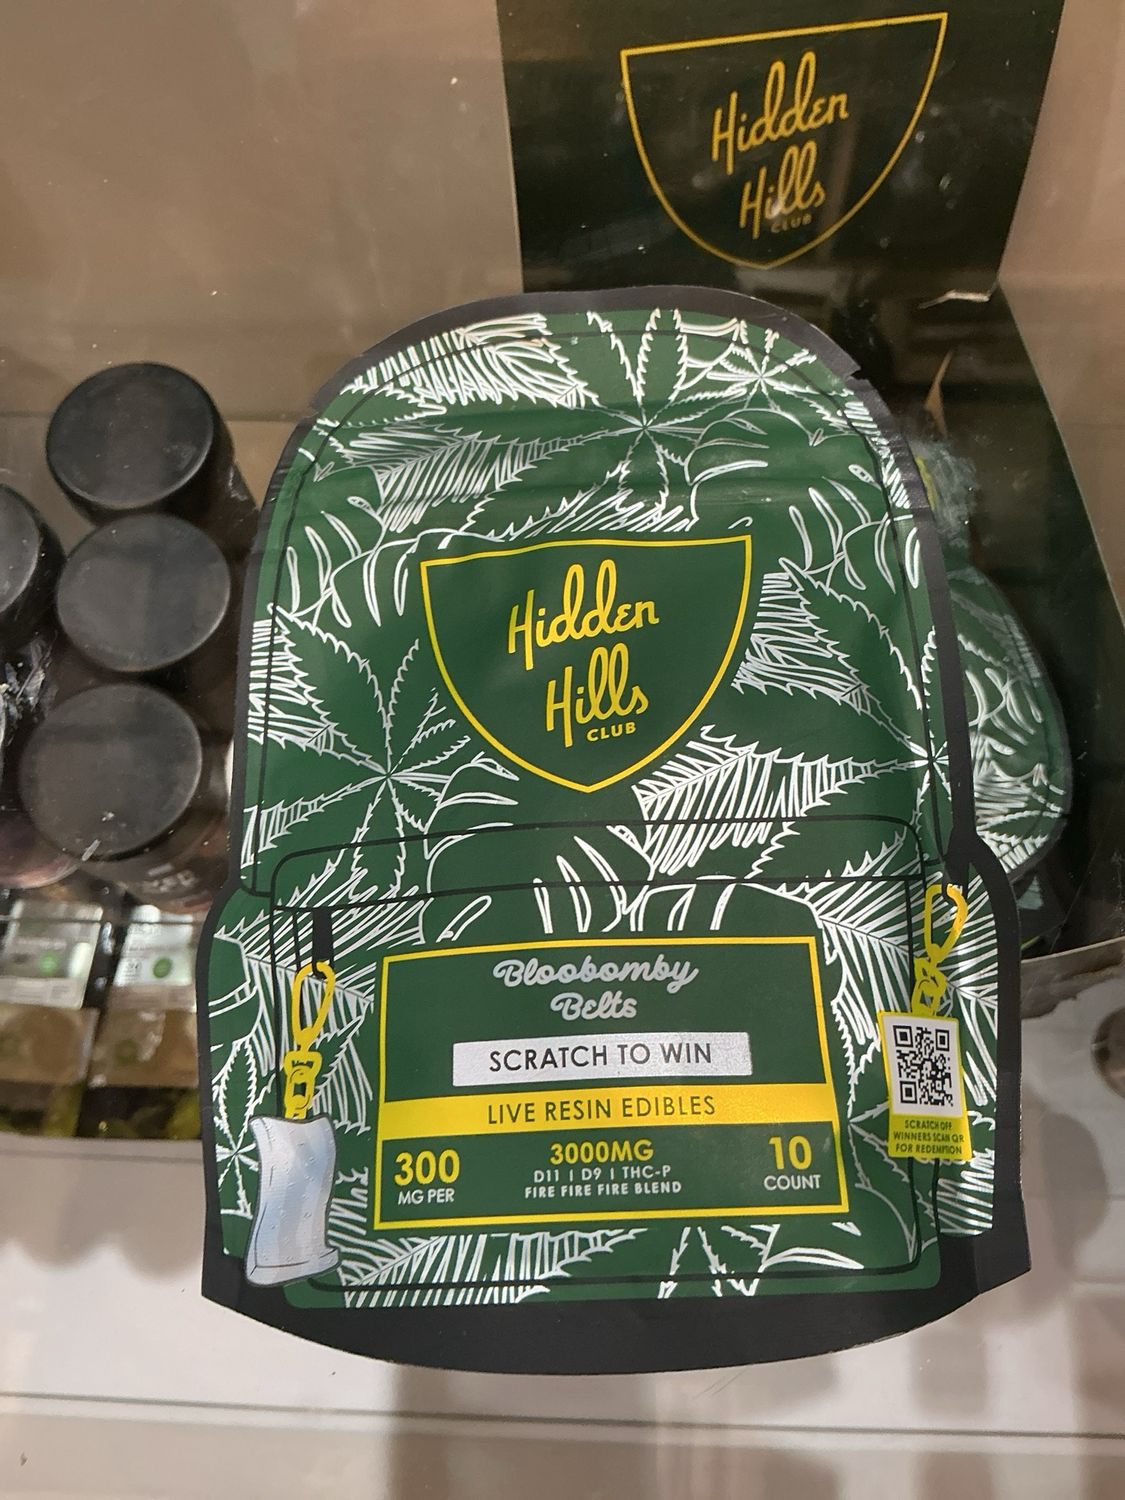 Hidden
Hills
CLUB
Hidden
Hills
CLUB
Bloobomby
Belts
SCRATCH TO WIN
LIVE RESIN EDIBLES
300
MG PER
3000MG
D11 | D9 | THC-P
FIRE FIRE FIRE BLEND
10
COUNT
SCRATCH OFF
WINNERS SCAN QR
FOR REDEMPTION